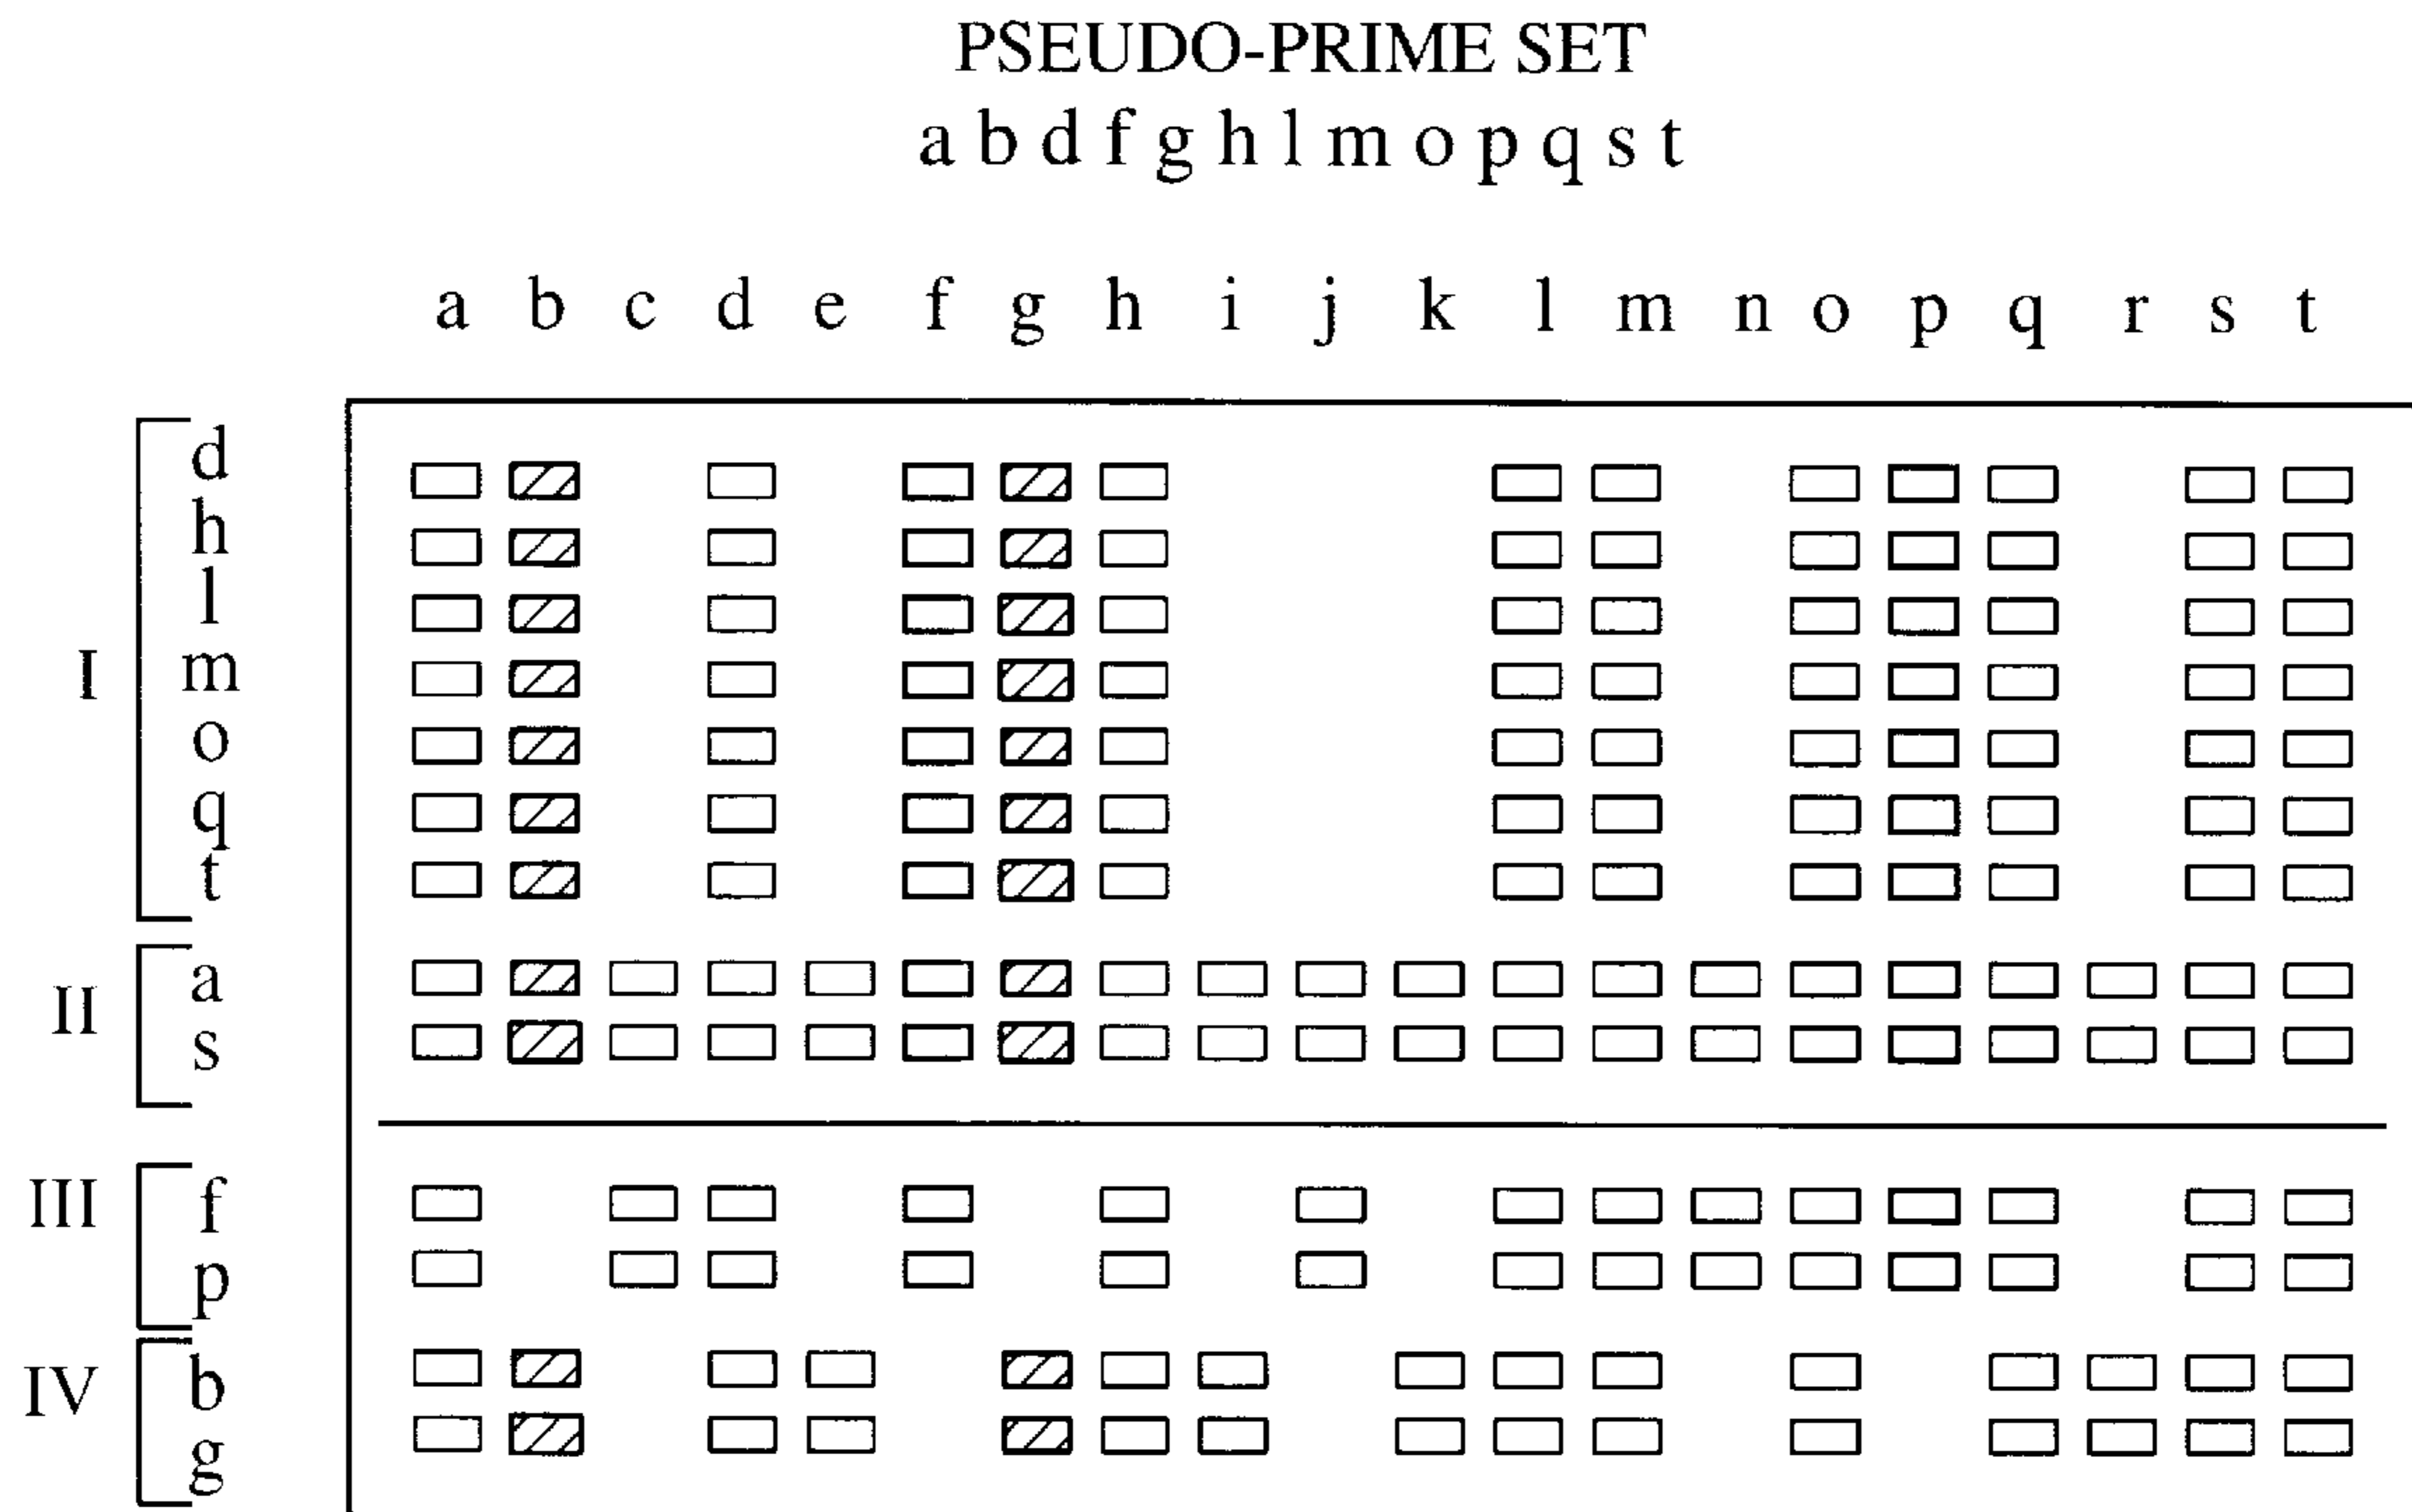 PSEUDO-PRIME SET
a b d f g h l m o p q s t
a b c d e f g h i j k l m n o p q r s t
d
h
l
I m
o
q
t
a
II s
III f
p
IV b
g